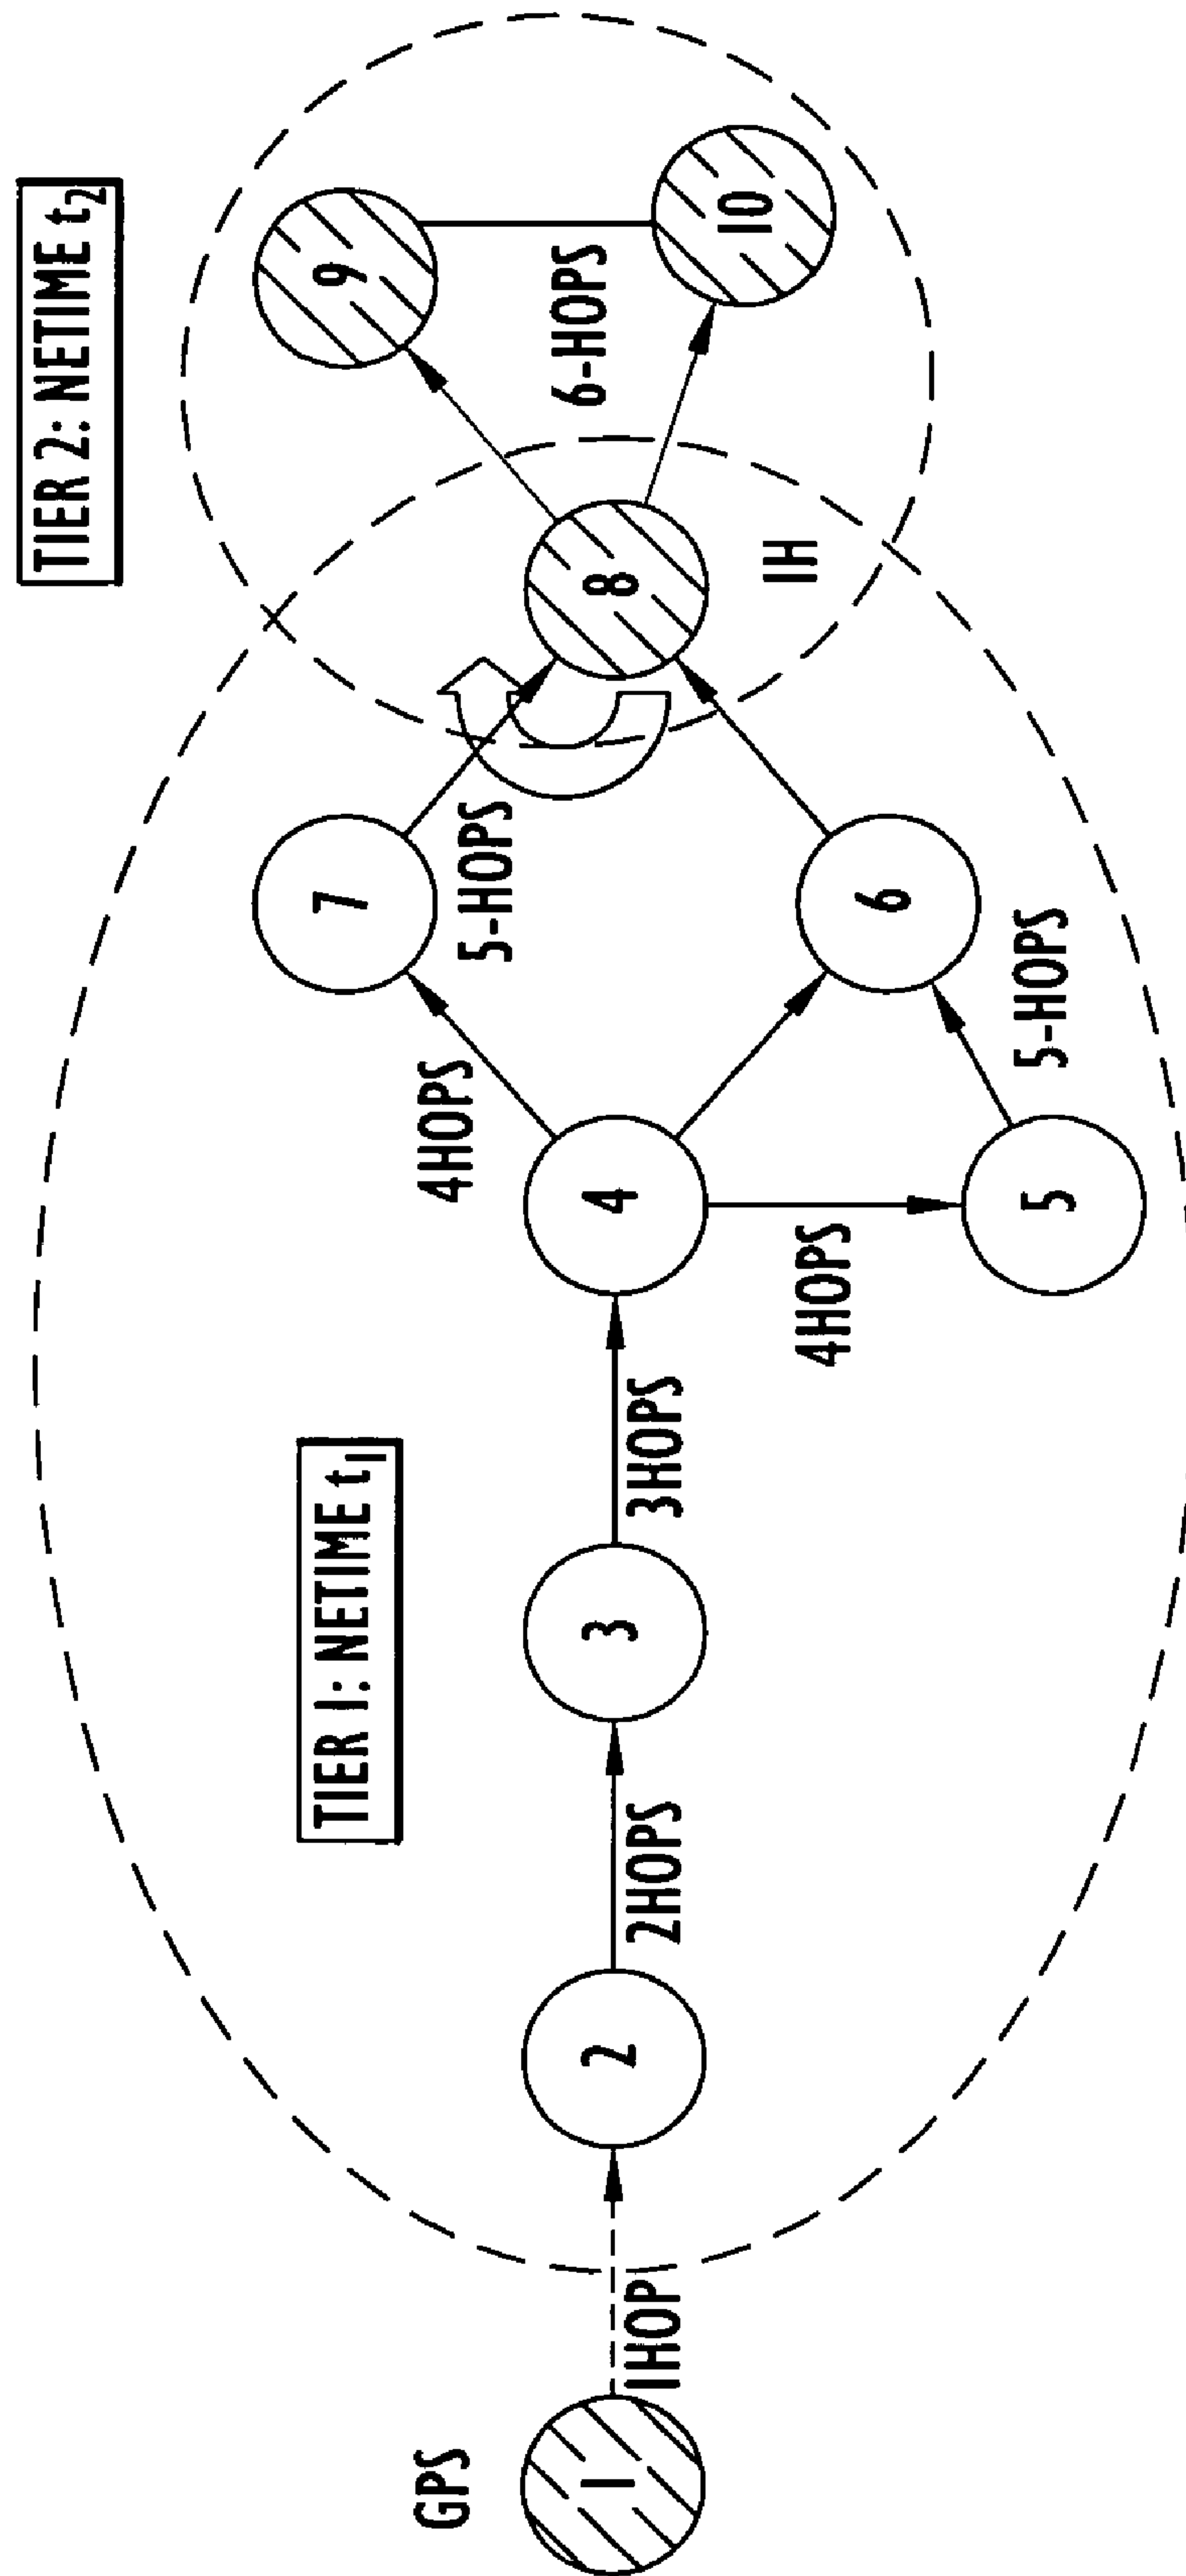 TIER 2: NETIME t2
TIER 1: NETIME t1
GPS
1
1HOP
2
2HOPS
3
3HOPS
4
4HOPS
4HOPS
5
5-HOPS
6
7
5-HOPS
8
1H
6-HOPS
9
10